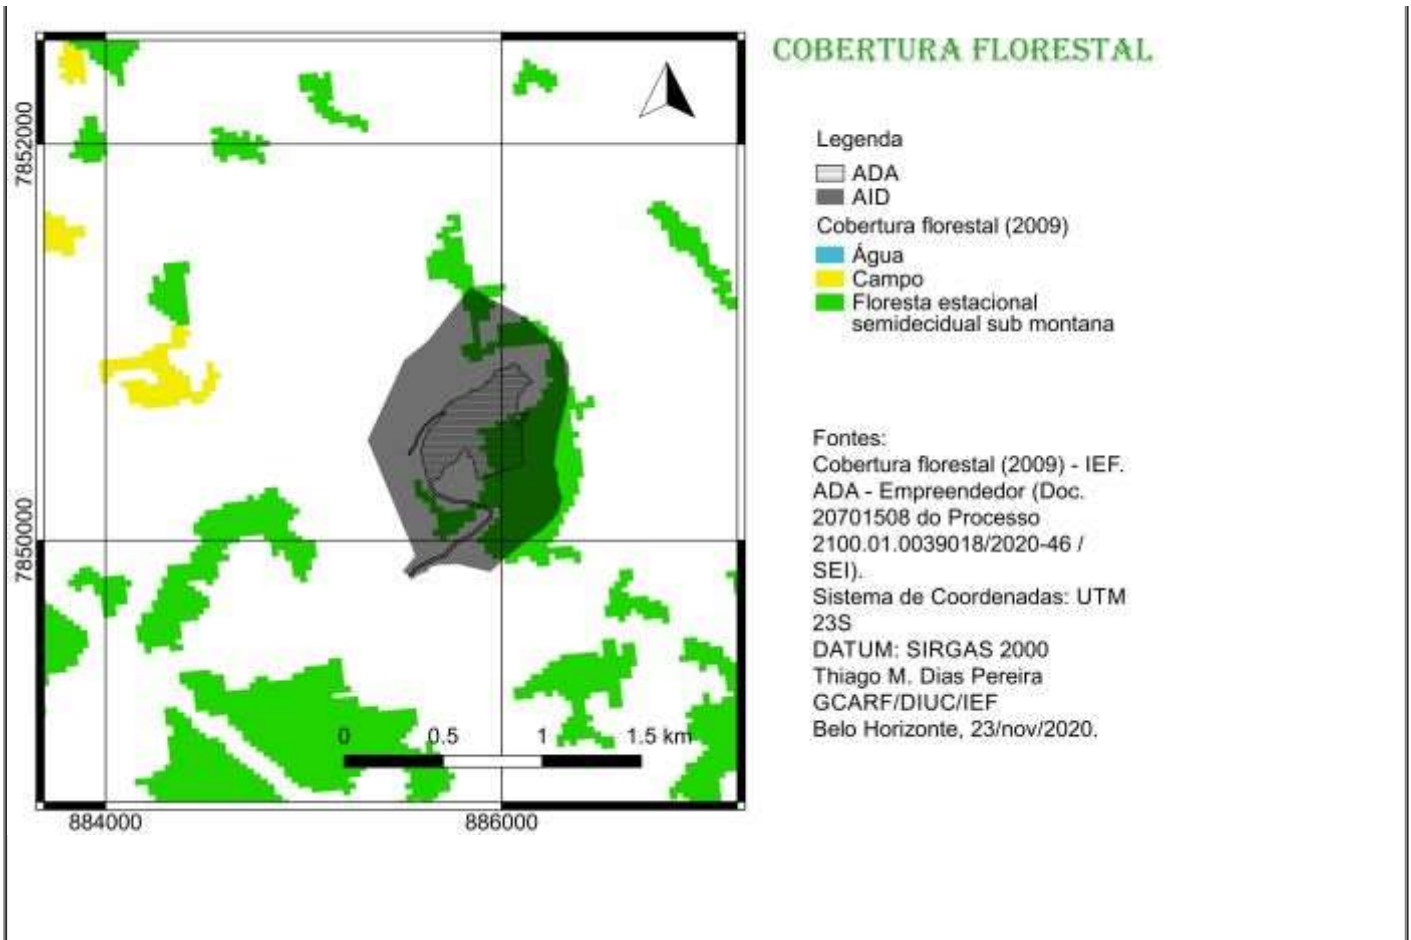 COBERTURA FLORESTAL
7852000
7850000
884000
886000
0 0.5 1 1.5 km
Legenda
ADA
AID
Cobertura florestal (2009)
Água
Campo
Floresta estacional
semidecidual sub montana
Fontes:
Cobertura florestal (2009) - IEF.
ADA - Empreendedor (Doc.
20701508 do Processo
2100.01.0039018/2020-46 /
SEI).
Sistema de Coordenadas: UTM
23S
DATUM: SIRGAS 2000
Thiago M. Dias Pereira
GCARF/DIUC/IEF
Belo Horizonte, 23/nov/2020.